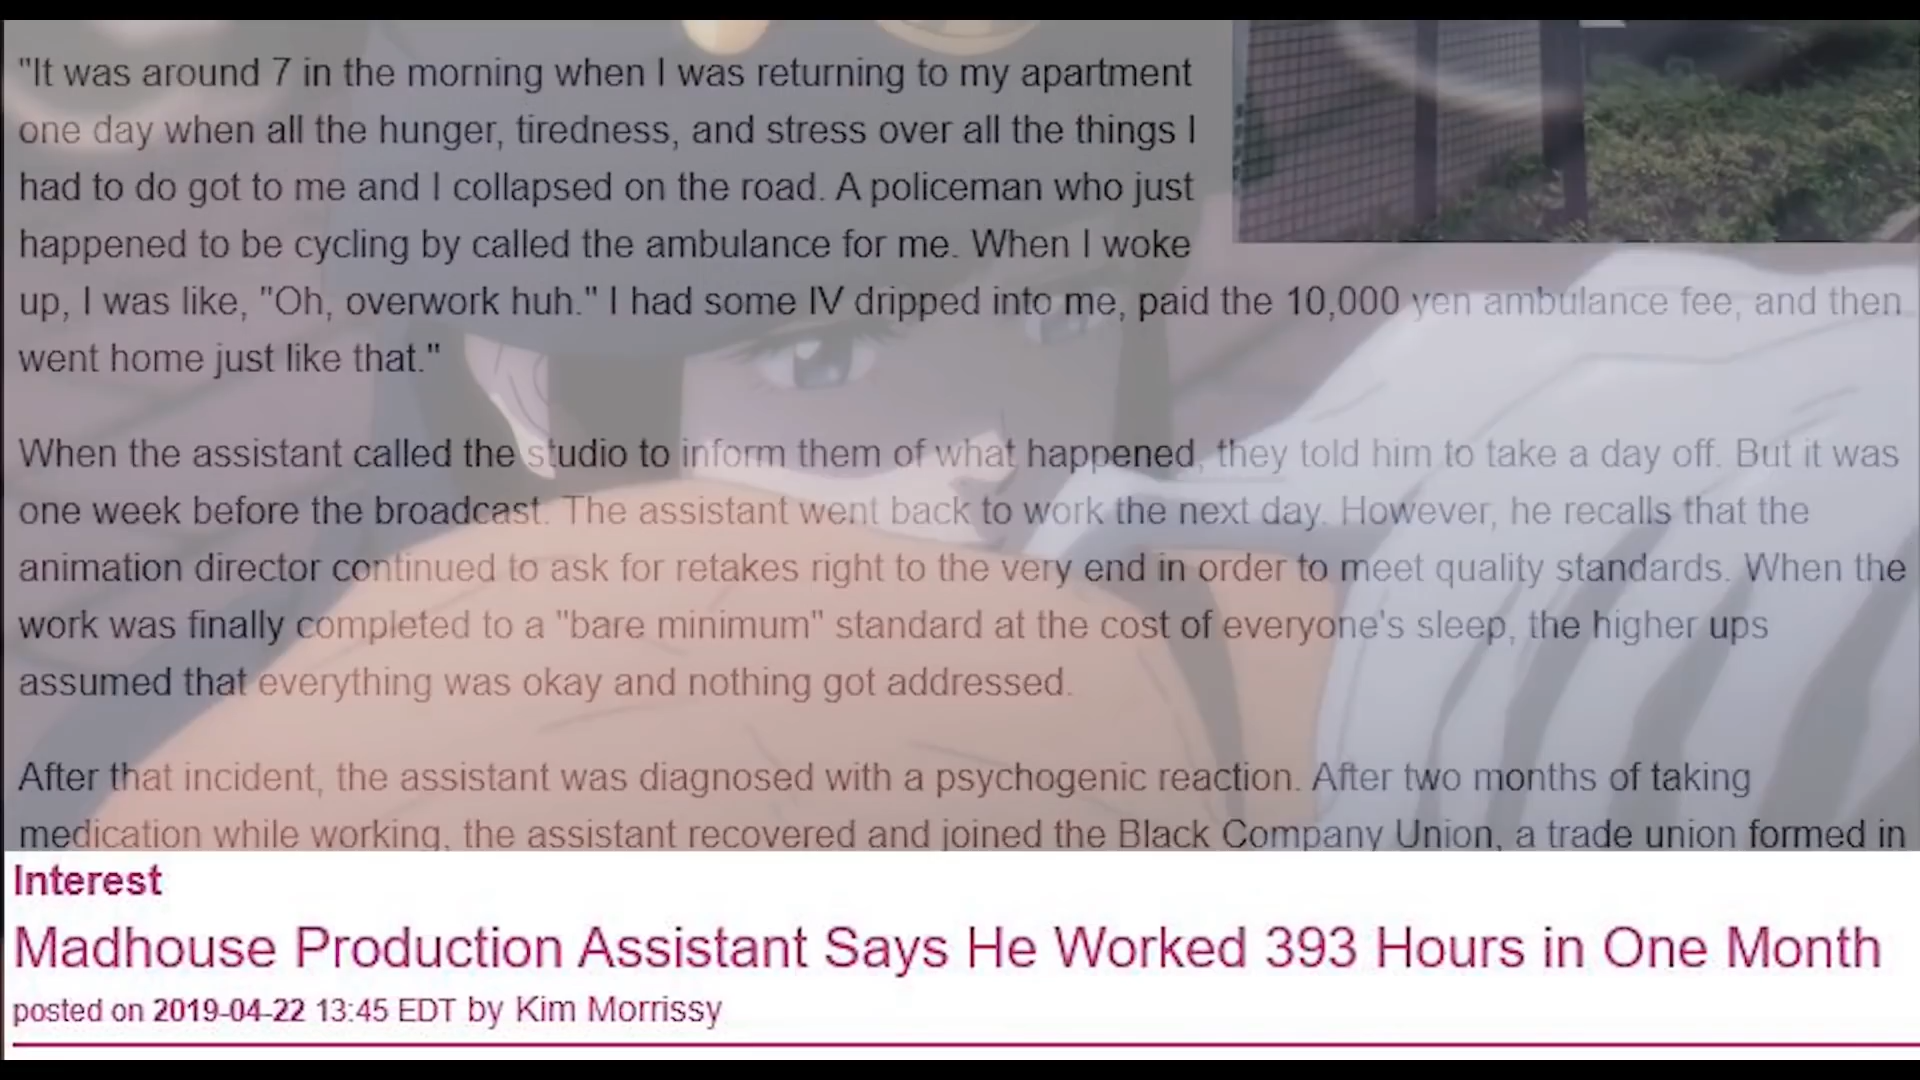 "It was around 7 in the morning when I was returning to my apartment
one day when all the hunger, tiredness, and stress over all the things I
had to do got to me and I collapsed on the road. A policeman who just
happened to be cycling by called the ambulance for me. When I woke
up, I was like, "Oh, overwork huh." I had some IV dripped into me, paid the 10,000 yen ambulance fee, and then
went home just like that."
When the assistant called the studio to inform them of what happened, they told him to take a day off. But it was
one week before the broadcast. The assistant went back to work the next day. However, he recalls that the
animation director continued to ask for retakes right to the very end in order to meet quality standards. When the
work was finally completed to a "bare minimum" standard at the cost of everyone's sleep, the higher ups
assumed that everything was okay and nothing got addressed.
After that incident, the assistant was diagnosed with a psychogenic reaction. After two months of taking
medication while working, the assistant recovered and joined the Black Company Union, a trade union formed in
Interest
Madhouse Production Assistant Says He Worked 393 Hours in One Month
posted on 2019-04-22 13:45 EDT by Kim Morrissy